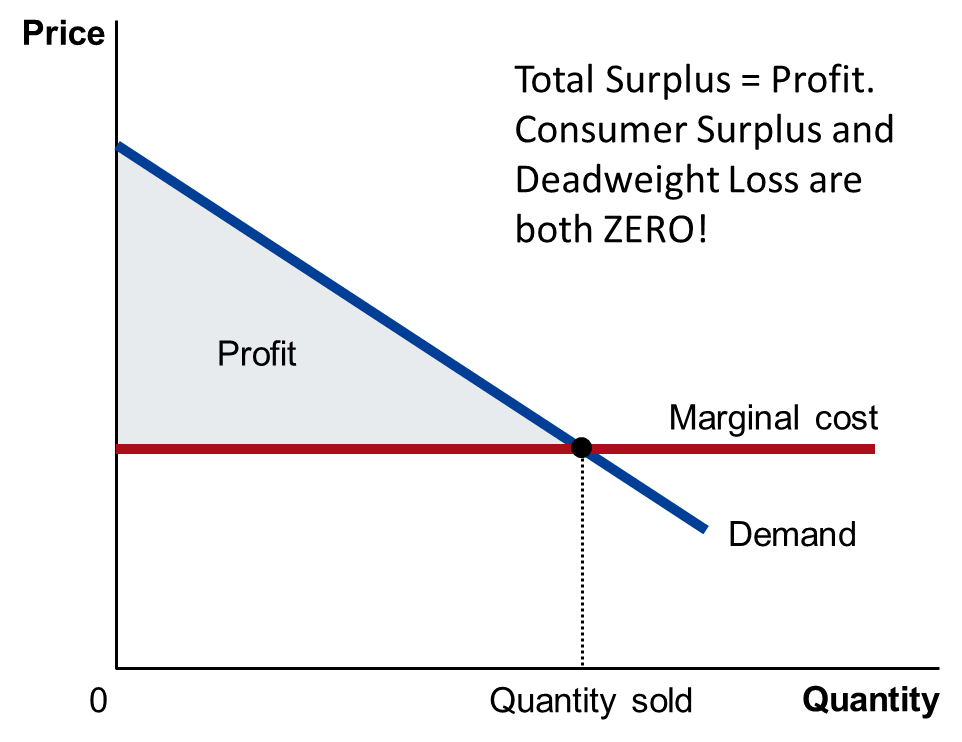 Price
Total Surplus = Profit.
Consumer Surplus and
Deadweight Loss are
both ZERO!
Profit
Marginal cost
Demand
0
Quantity sold
Quantity